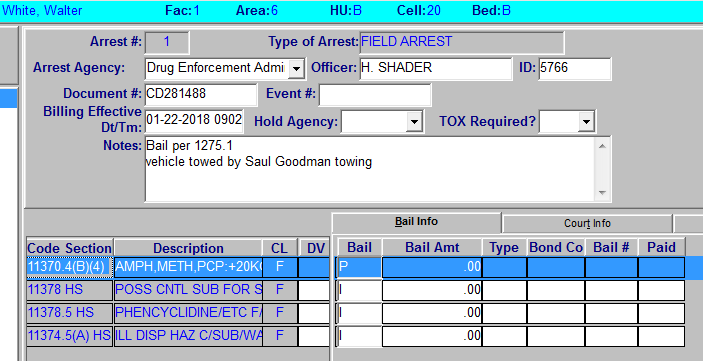 White, Walter Fac:1 Area:6 HU:B Cell:20 Bed:B
Arrest #: 1 Type of Arrest: FIELD ARREST
Arrest Agency: Drug Enforcement Admi Officer: H. SHADER ID: 5766
Document #: CD281488 Event #:
Billing Effective
Dt/Tm: 01-22-2018 0902 Hold Agency: TOX Required?
Notes: Bail per 1275.1
vehicle towed by Saul Goodman towing
Bail Info Court Info
Code Section Description CL DV Bail Bail Amt Type Bond Co Bail # Paid
11370.4(B)(4) AMPH,METH,PCP:+20KG F P .00
11378 HS POSS CNTL SUB FOR S F I .00
11378.5 HS PHENCYCLIDINE/ETC F/ F I .00
11374.5(A) HS ILL DISP HAZ C/SUB/WA F I .00